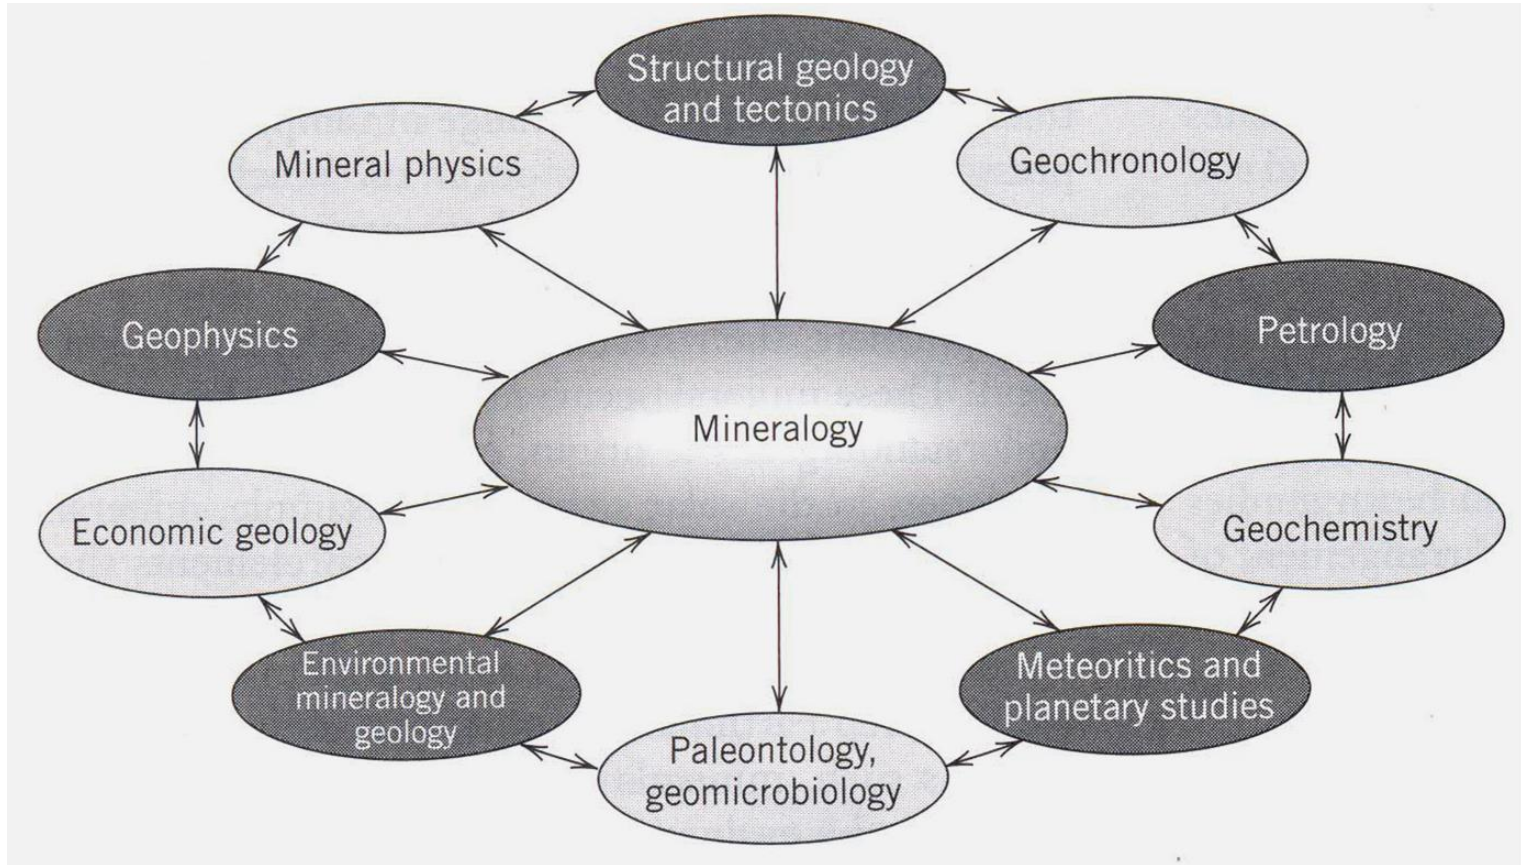 Structural geology
and tectonics
Mineral physics
Geochronology
Geophysics
Petrology
Mineralogy
Economic geology
Geochemistry
Environmental
mineralogy and
geology
Meteoritics and
planetary studies
Paleontology,
geomicrobiology